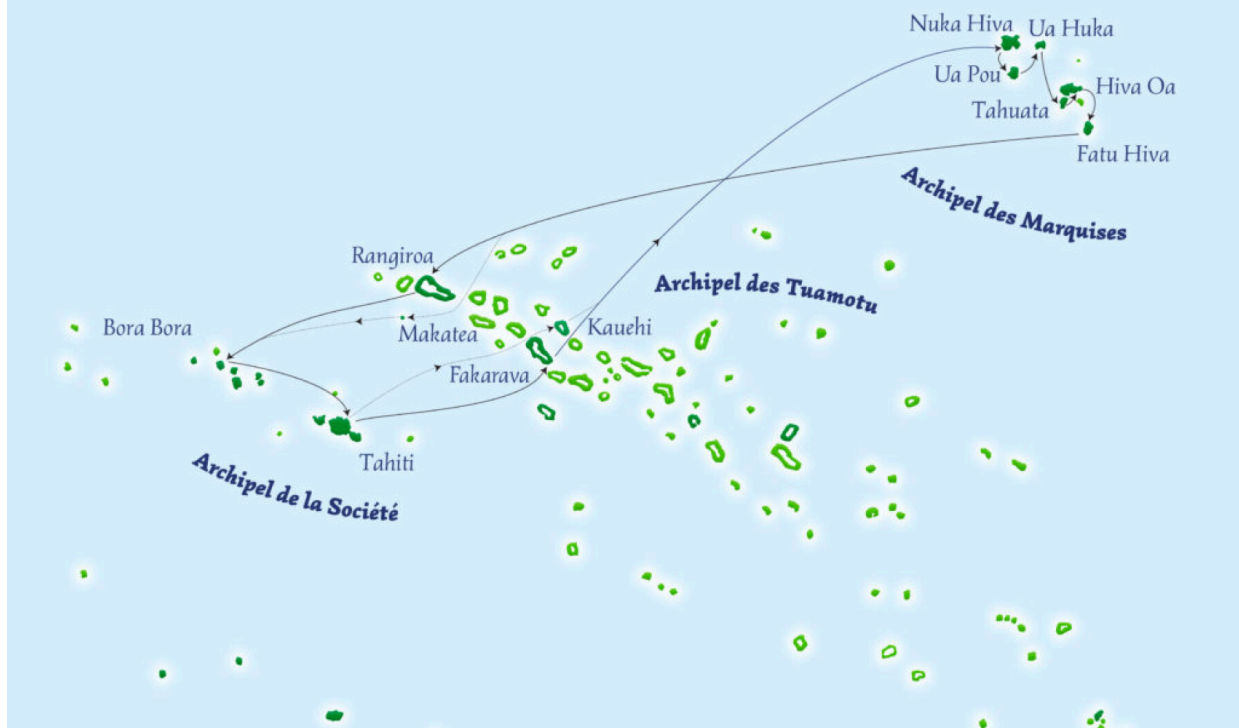 Nuka Hiva
Ua Huka
Ua Pou
Hiva Oa
Tahuata
Fatu Hiva
Archipel des Marquises
Rangiroa
Archipel des Tuamotu
Bora Bora
Makatea
Kauehi
Fakarava
Tahiti
Archipel de la Société